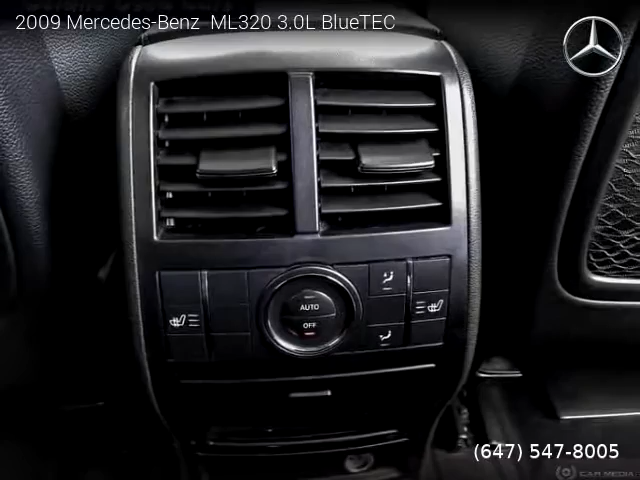 2009 Mercedes-Benz ML320 3.0L BlueTEC
AUTO
OFF
(647) 547-8005
CAR MEDIA